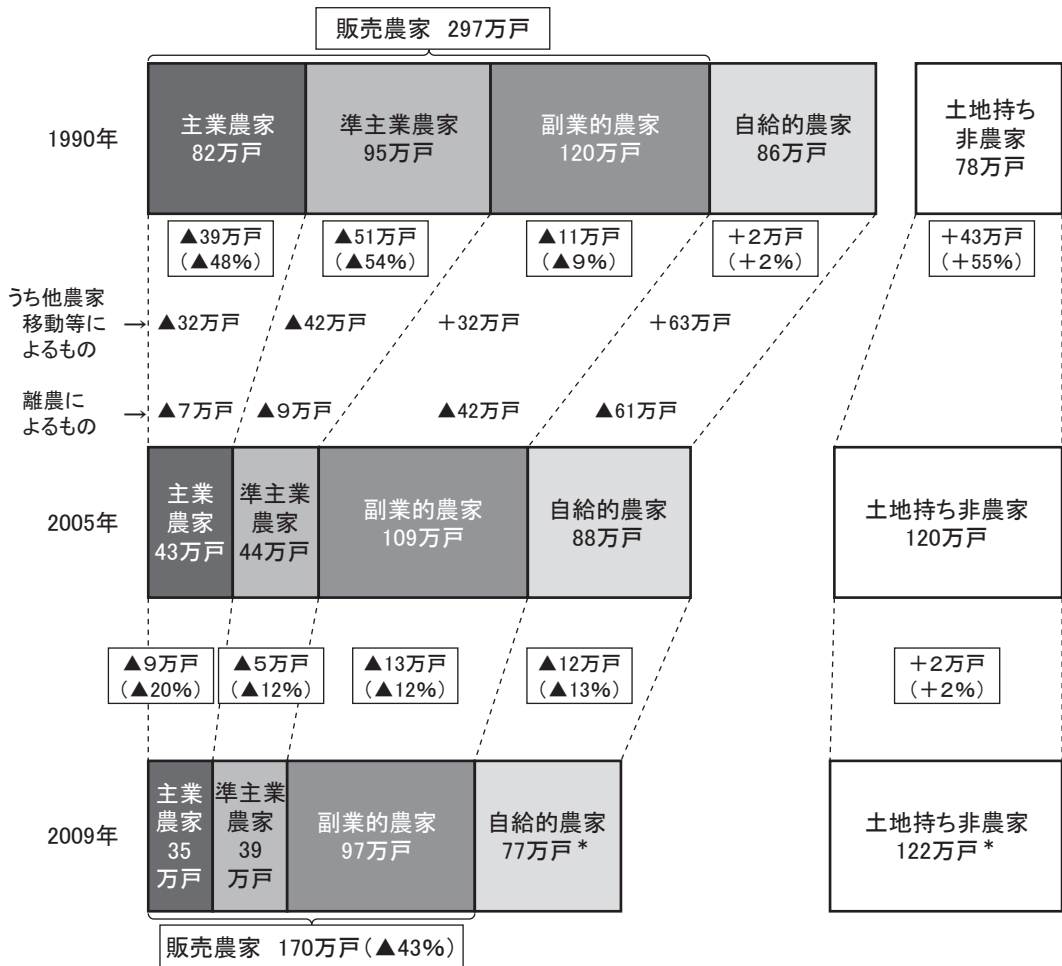 販売農家 297万戸
1990年
主業農家
82万戸
準主業農家
95万戸
副業的農家
120万戸
自給的農家
86万戸
土地持ち
非農家
78万戸
▲39万戸
(▲48%)
▲51万戸
(▲54%)
▲11万戸
(▲9%)
＋2万戸
(＋2%)
＋43万戸
(＋55%)
うち他農家
移動等に
よるもの
→
▲32万戸
▲42万戸
＋32万戸
＋63万戸
離農に
よるもの
→
▲7万戸
▲9万戸
▲42万戸
▲61万戸
2005年
主業
農家
43万戸
準主業
農家
44万戸
副業的農家
109万戸
自給的農家
88万戸
土地持ち非農家
120万戸
▲9万戸
(▲20%)
▲5万戸
(▲12%)
▲13万戸
(▲12%)
▲12万戸
(▲13%)
＋2万戸
(＋2%)
2009年
主業
農家
35
万戸
準主業
農家
39
万戸
副業的農家
97万戸
自給的農家
77万戸*
土地持ち非農家
122万戸*
販売農家 170万戸(▲43%)